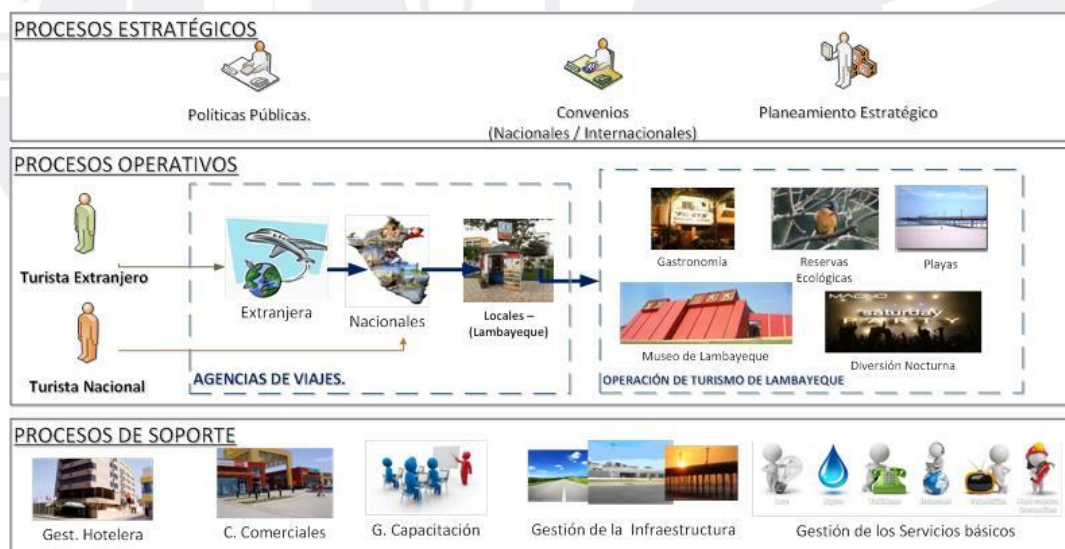 PROCESOS ESTRATÉGICOS
Políticas Públicas.
Convenios
(Nacionales / Internacionales)
Planeamiento Estratégico
PROCESOS OPERATIVOS
Turista Extranjero
Turista Nacional
Extranjera
Nacionales
Locales –
(Lambayeque)
AGENCIAS DE VIAJES.
Gastronomía
Reservas
Ecológicas
Playas
Museo de Lambayeque
saturday
Diversión Nocturna
OPERACIÓN DE TURISMO DE LAMBAYEQUE
PROCESOS DE SOPORTE
Gest. Hotelera
C. Comerciales
G. Capacitación
Gestión de la Infraestructura
Gestión de los Servicios básicos